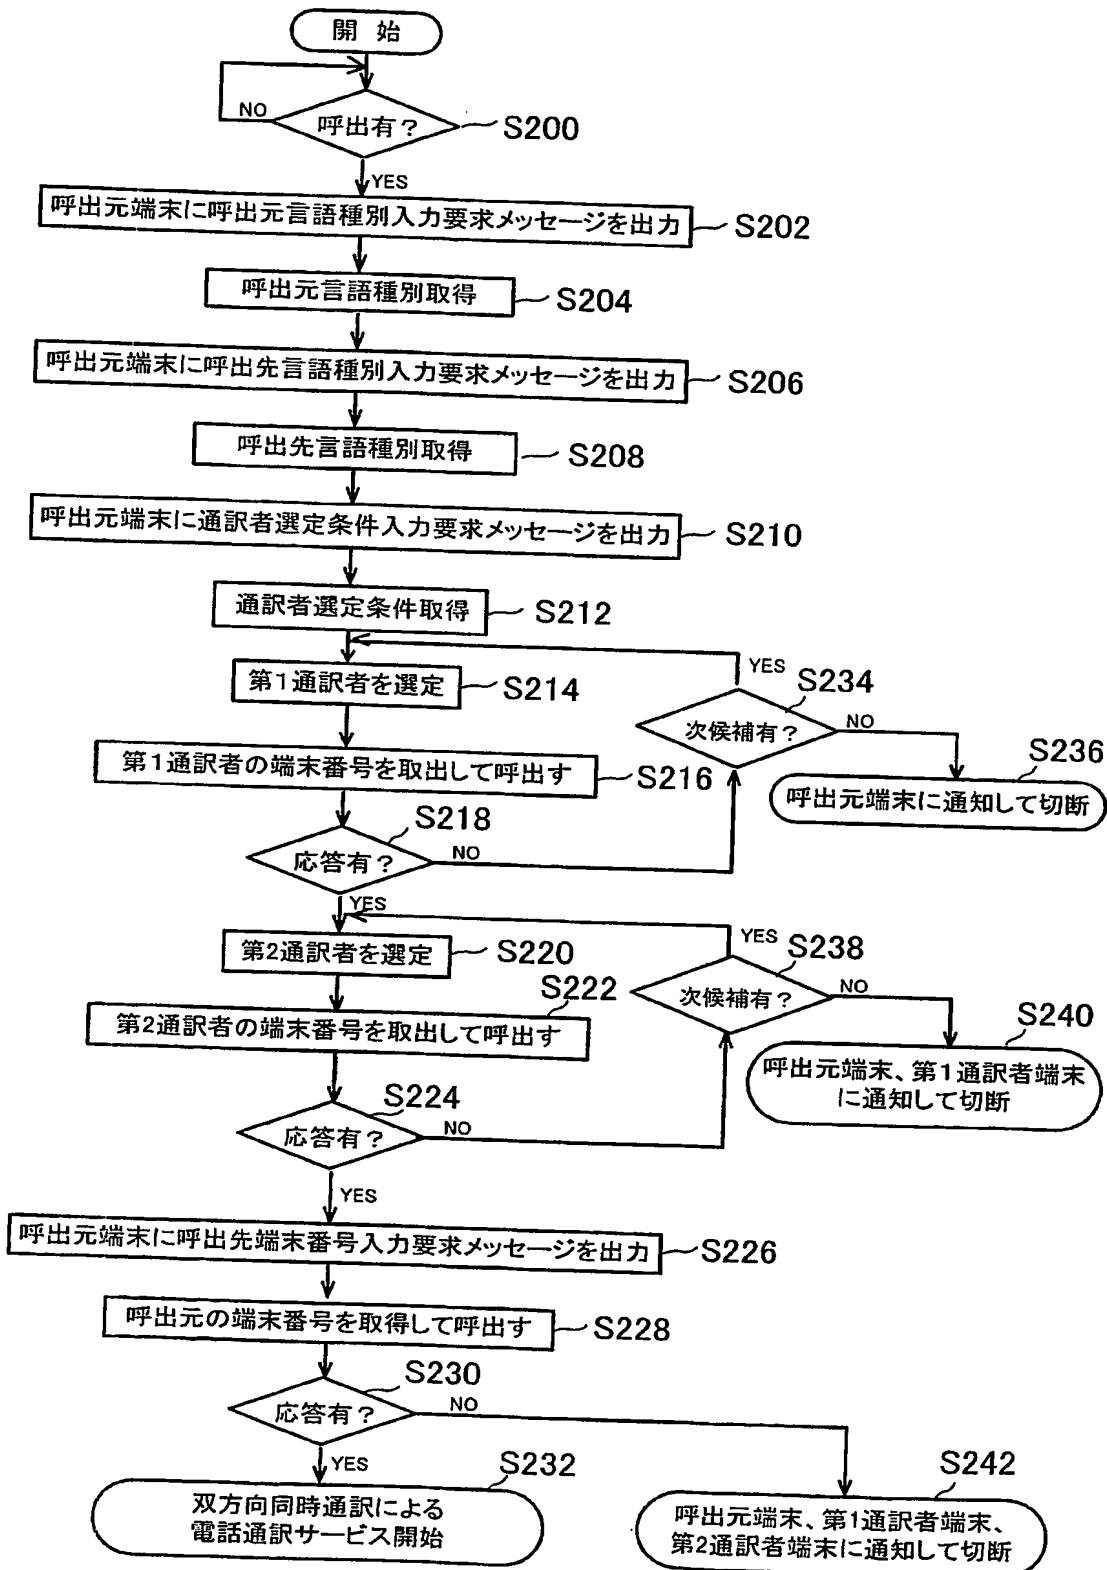 開 始
NO
呼出有?
S200
YES
呼出元端末に呼出元言語種別入力要求メッセージを出力
S202
呼出元言語種別取得
S204
呼出元端末に呼出先言語種別入力要求メッセージを出力
S206
呼出先言語種別取得
S208
呼出元端末に通訳者選定条件入力要求メッセージを出力
S210
通訳者選定条件取得
S212
第1通訳者を選定
S214
YES
S234
次候補有?
NO
S236
呼出元端末に通知して切断
第1通訳者の端末番号を取出して呼出す
S216
S218
応答有?
NO
YES
第2通訳者を選定
S220
YES
S238
次候補有?
NO
S240
呼出元端末、第1通訳者端末
に通知して切断
S222
第2通訳者の端末番号を取出して呼出す
S224
応答有?
NO
YES
呼出元端末に呼出先端末番号入力要求メッセージを出力
S226
呼出元の端末番号を取得して呼出す
S228
S230
応答有?
NO
YES
S232
双方向同時通訳による
電話通訳サービス開始
S242
呼出元端末、第1通訳者端末、
第2通訳者端末に通知して切断